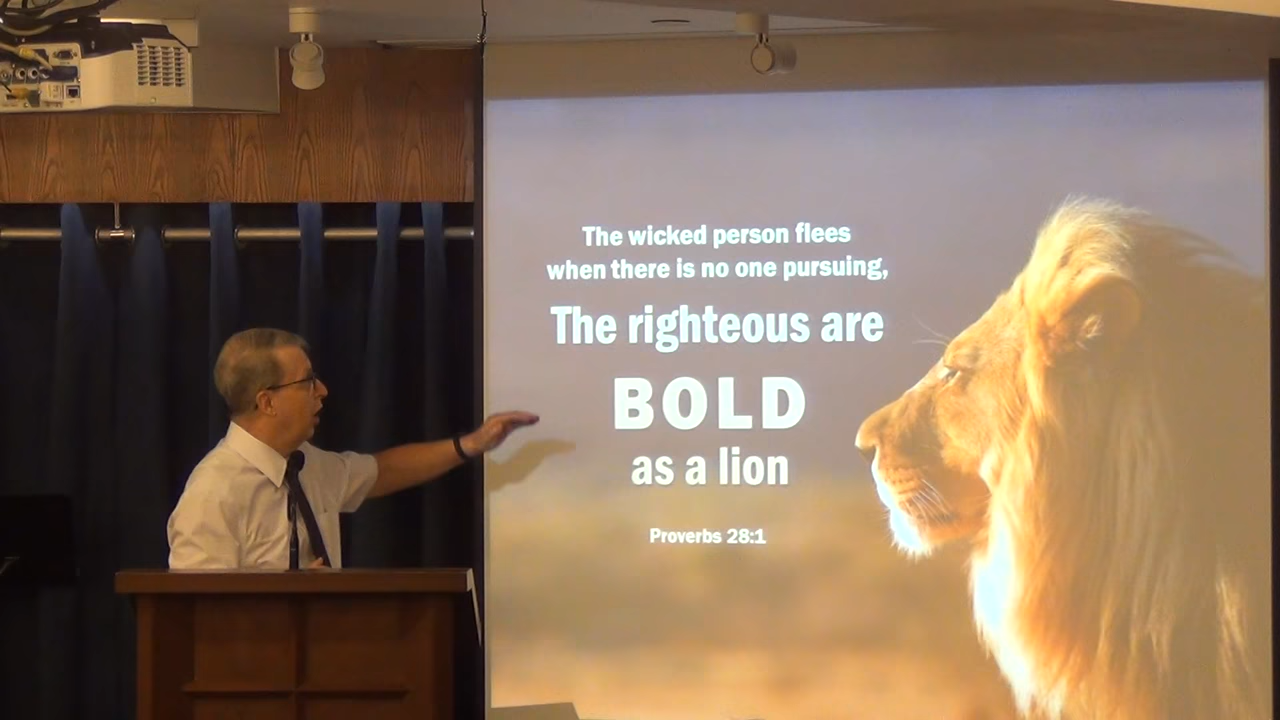 The wicked person flees
when there is no one pursuing,
The righteous are
BOLD
as a lion
Proverbs 28:1